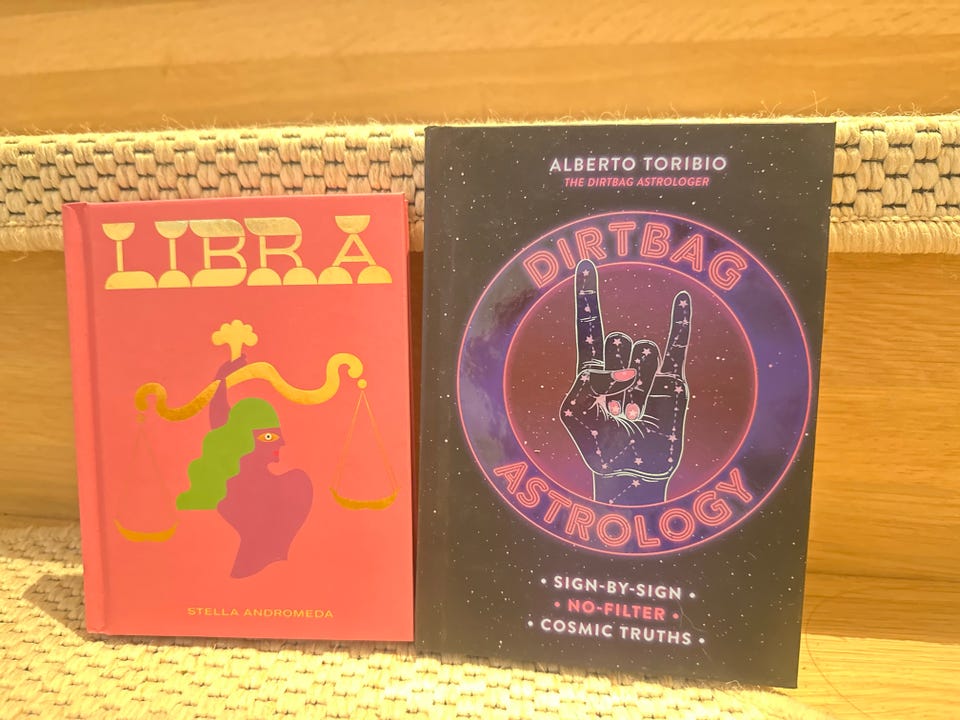 LIBRA
STELLA ANDROMEDA
ALBERTO TORIBIO
THE DIRTBAG ASTROLOGER
DIRTBAG
ASTROLOGY
• SIGN-BY-SIGN •
• NO-FILTER •
• COSMIC TRUTHS •